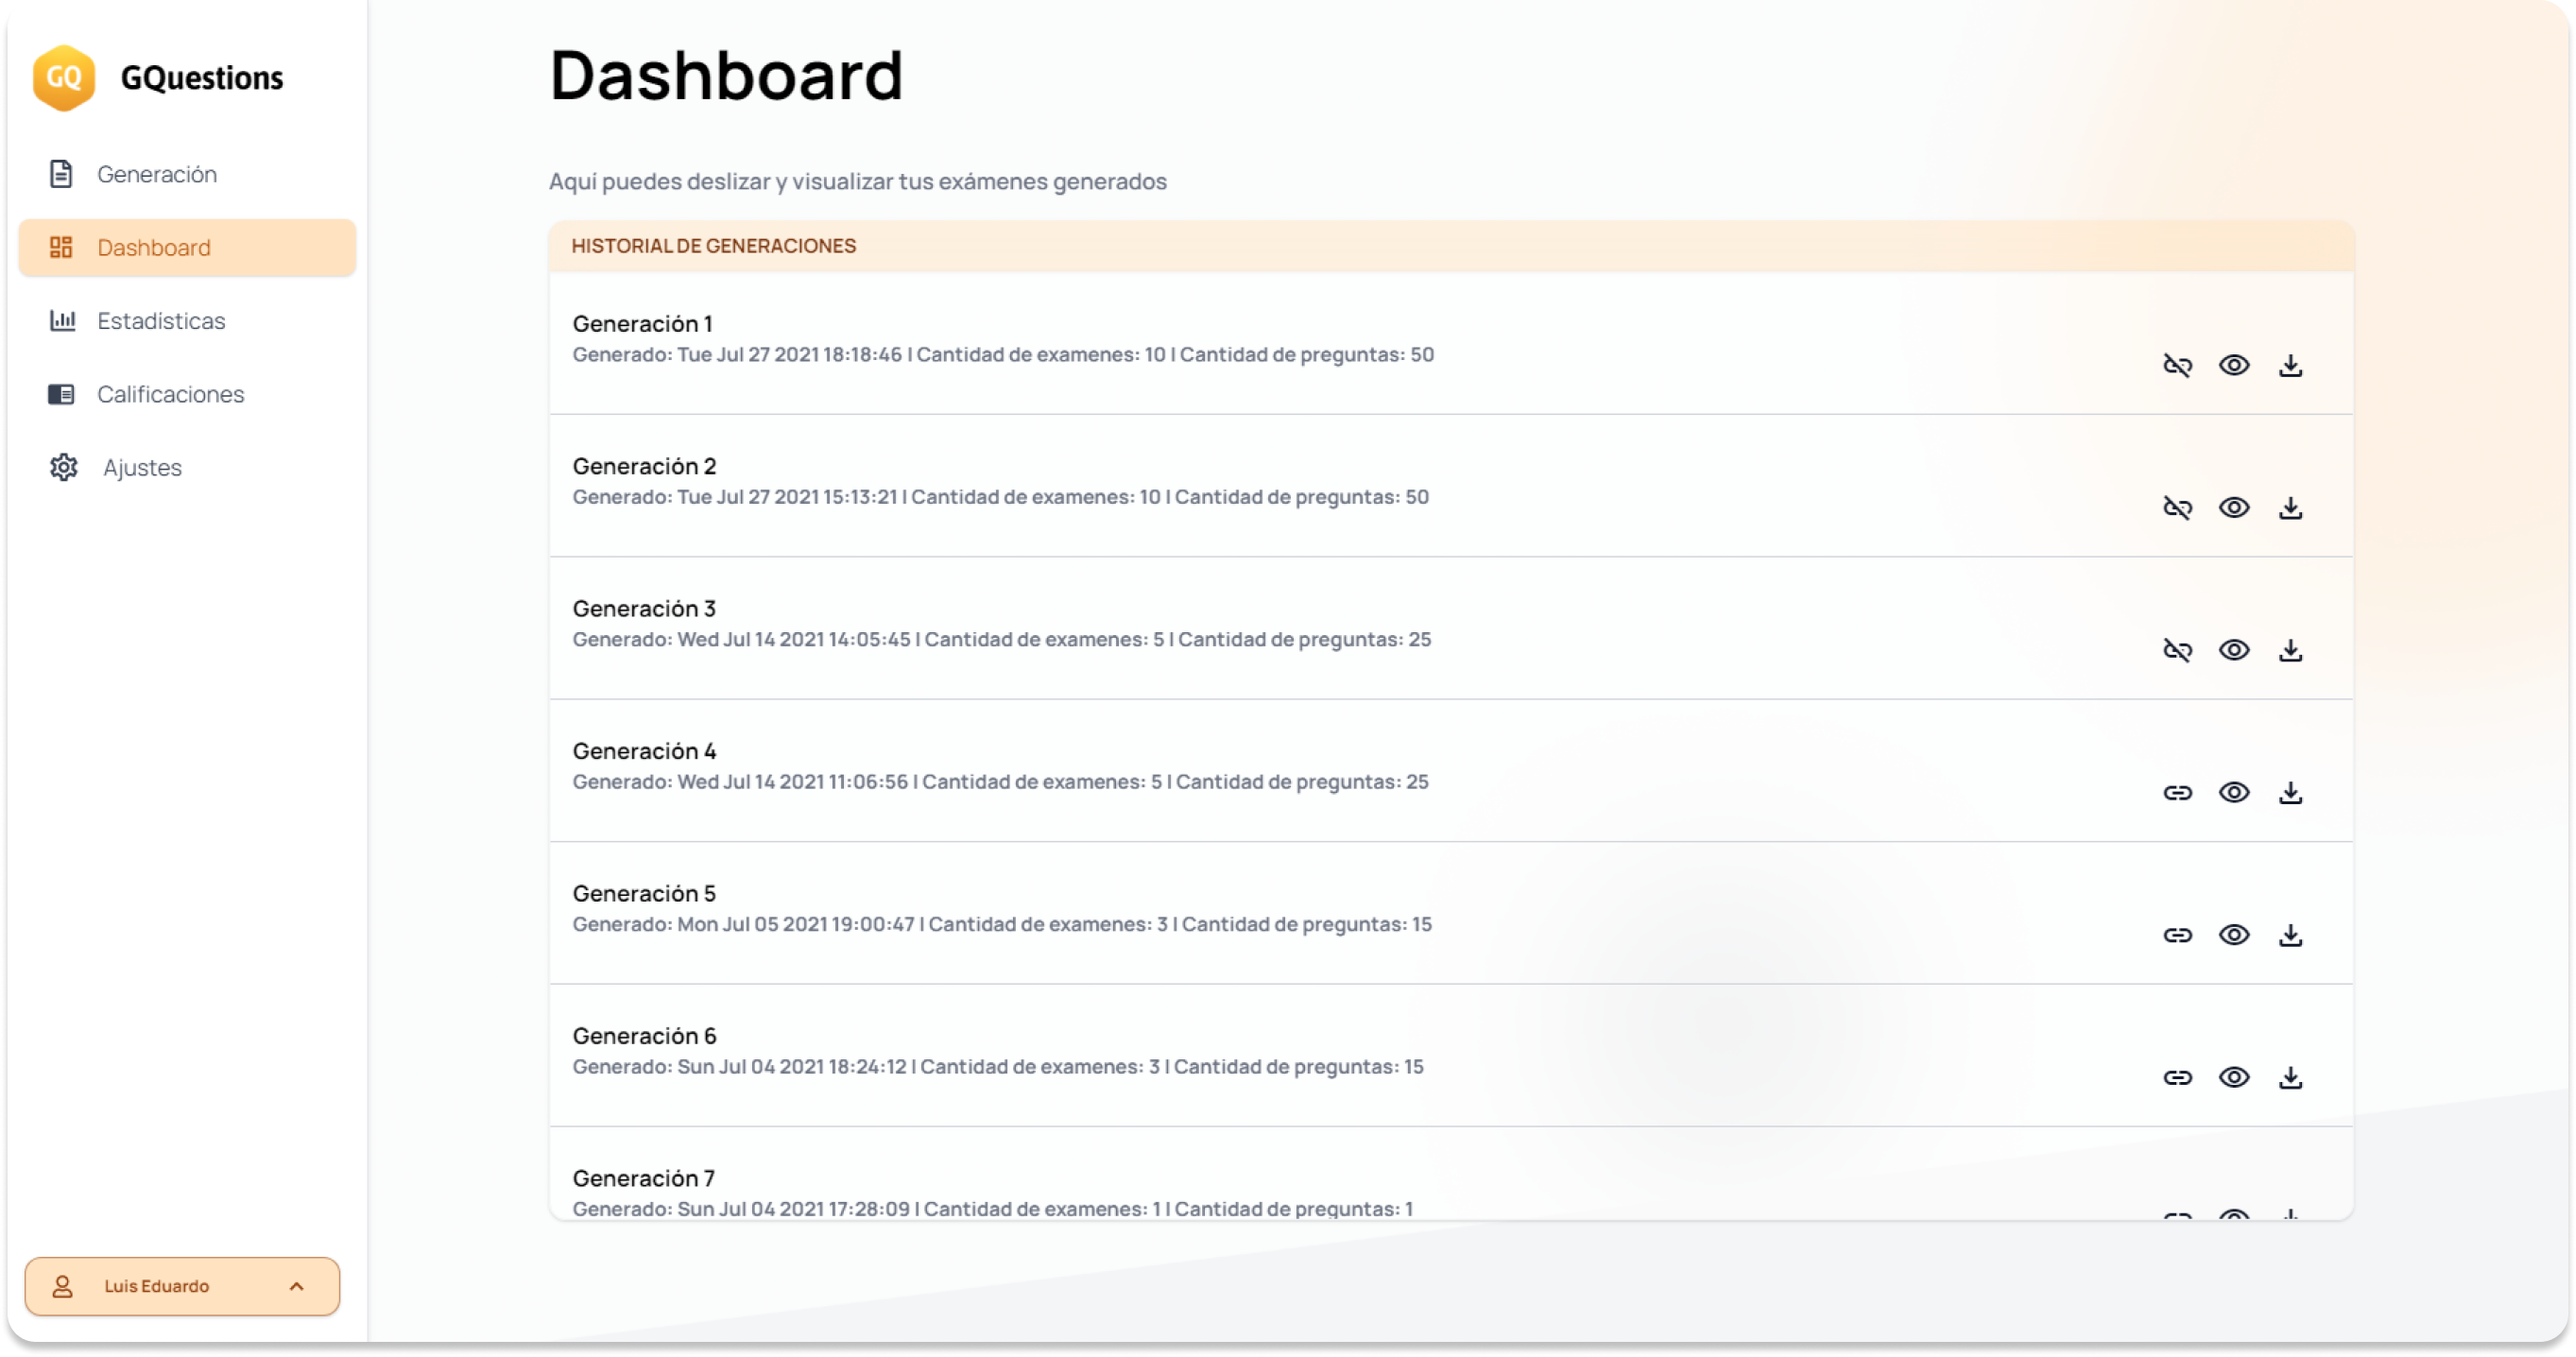 GQ GQuestions
Generación
Dashboard
Estadísticas
Calificaciones
Ajustes
Luis Eduardo
Dashboard
Aquí puedes deslizar y visualizar tus exámenes generados
HISTORIAL DE GENERACIONES
Generación 1
Generado: Tue Jul 27 2021 18:18:46 | Cantidad de examenes: 10 | Cantidad de preguntas: 50
Generación 2
Generado: Tue Jul 27 2021 15:13:21 | Cantidad de examenes: 10 | Cantidad de preguntas: 50
Generación 3
Generado: Wed Jul 14 2021 14:05:45 | Cantidad de examenes: 5 | Cantidad de preguntas: 25
Generación 4
Generado: Wed Jul 14 2021 11:06:56 | Cantidad de examenes: 5 | Cantidad de preguntas: 25
Generación 5
Generado: Mon Jul 05 2021 19:00:47 | Cantidad de examenes: 3 | Cantidad de preguntas: 15
Generación 6
Generado: Sun Jul 04 2021 18:24:12 | Cantidad de examenes: 3 | Cantidad de preguntas: 15
Generación 7
Generado: Sun Jul 04 2021 17:28:09 | Cantidad de examenes: 1 | Cantidad de preguntas: 1